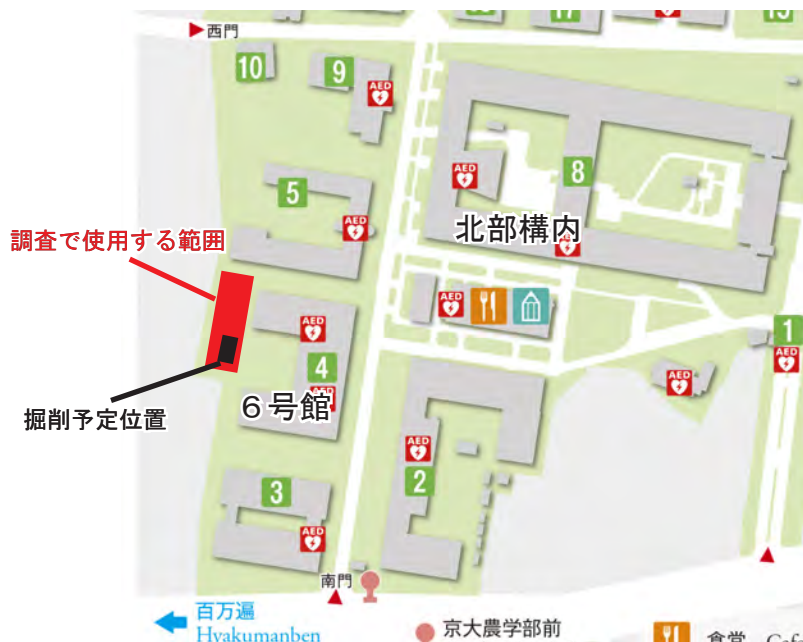 17
西門
10
9
AED
8
AED
5
AED
北部構内
AED
調査で使用する範囲
AED
AED
1
AED
4
AED
掘削予定位置
6号館
AED
AED
3
2
AED
南門
百万遍
Hyakumanben
京大農学部前
食堂